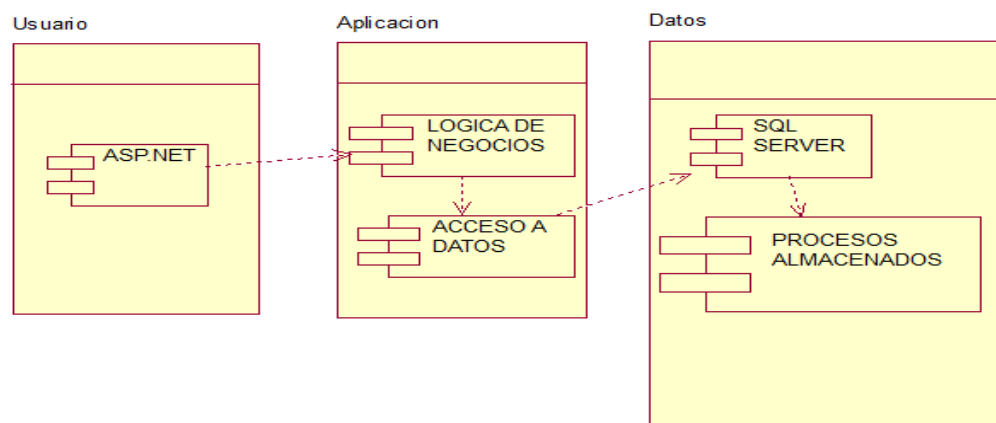 Usuario
Aplicacion
Datos
ASP.NET
LOGICA DE
NEGOCIOS
ACCESO A
DATOS
SQL
SERVER
PROCESOS
ALMACENADOS